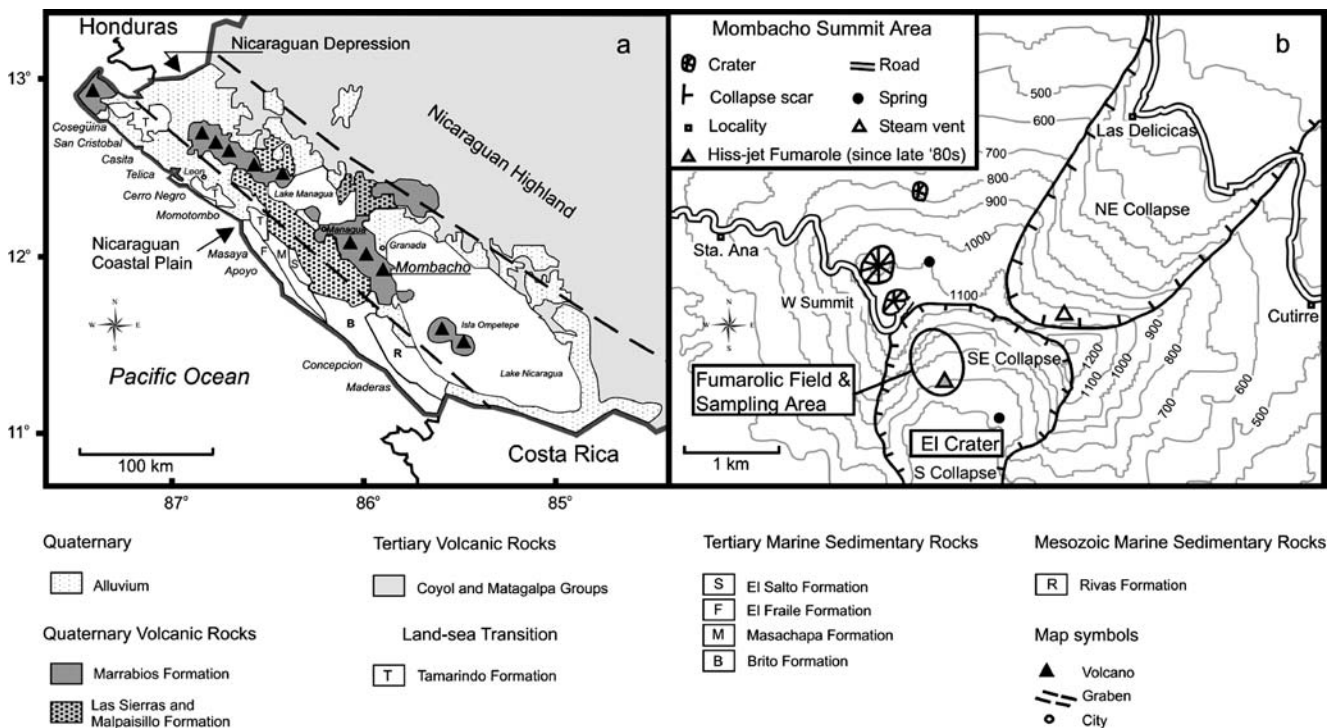 Honduras
Nicaraguan Depression
a
13°
12°
11°
87°
86°
85°
Cosegüina
San Cristobal
Casita
Telica
Cerro Negro
Momotombo
Leon
Lake Managua
Managua
Granada
Nicaraguan
Coastal Plain
Masaya
Apoyo
Mombacho
Nicaraguan Highland
T
T
T
T
F
M
S
B
R
N
W
E
S
Isla Ompetepe
Concepcion
Maderas
Lake Nicaragua
Pacific Ocean
Costa Rica
100 km
Mombacho Summit Area
b
Crater
Road
Collapse scar
Spring
Locality
Steam vent
Hiss-jet Fumarole (since late '80s)
500
600
700
800
900
1000
1100
Las Delicicas
NE Collapse
Sta. Ana
W Summit
Cutirre
N
W
E
S
SE Collapse
1200
1100
1000
900
800
700
600
500
Fumarolic Field &
Sampling Area
El Crater
S Collapse
1 km
Quaternary
Alluvium
Quaternary Volcanic Rocks
Marrabios Formation
Las Sierras and
Malpaisillo Formation
Tertiary Volcanic Rocks
Coyol and Matagalpa Groups
Land-sea Transition
T
Tamarindo Formation
Tertiary Marine Sedimentary Rocks
S
El Salto Formation
F
El Fraile Formation
M
Masachapa Formation
B
Brito Formation
Mesozoic Marine Sedimentary Rocks
R
Rivas Formation
Map symbols
Volcano
Graben
City